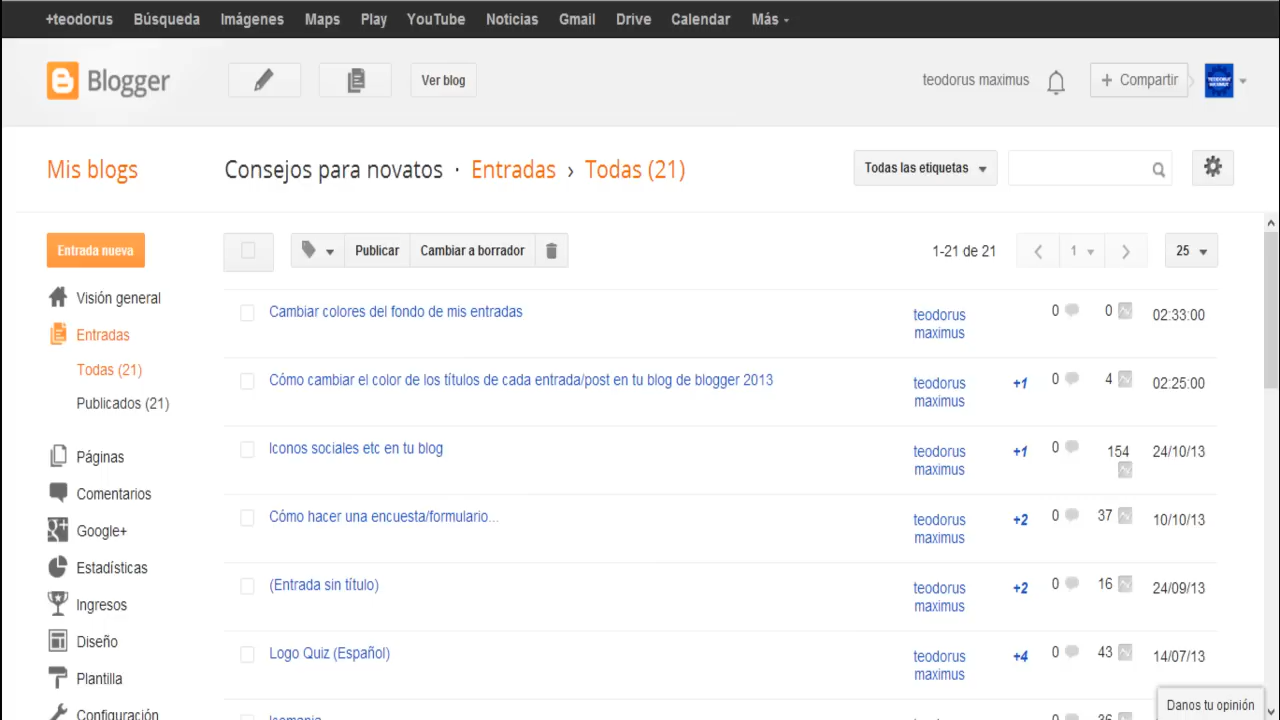 +teodorus Búsqueda Imágenes Maps Play YouTube Noticias Gmail Drive Calendar Más
Blogger Ver blog teodorus maximus + Compartir
TEODORUS MAXIMUS
Mis blogs Consejos para novatos · Entradas › Todas (21) Todas las etiquetas
Entrada nueva Publicar Cambiar a borrador 1-21 de 21 1 25
Visión general
Entradas
Todas (21)
Publicados (21)
Páginas
Comentarios
Google+
Estadísticas
Ingresos
Diseño
Plantilla
Configuración
Cambiar colores del fondo de mis entradas teodorus maximus 0 0 02:33:00
Cómo cambiar el color de los títulos de cada entrada/post en tu blog de blogger 2013 teodorus maximus +1 0 4 02:25:00
Iconos sociales etc en tu blog teodorus maximus +1 0 154 24/10/13
Cómo hacer una encuesta/formulario... teodorus maximus +2 0 37 10/10/13
(Entrada sin título) teodorus maximus +2 0 16 24/09/13
Logo Quiz (Español) teodorus maximus +4 0 43 14/07/13
Danos tu opinión